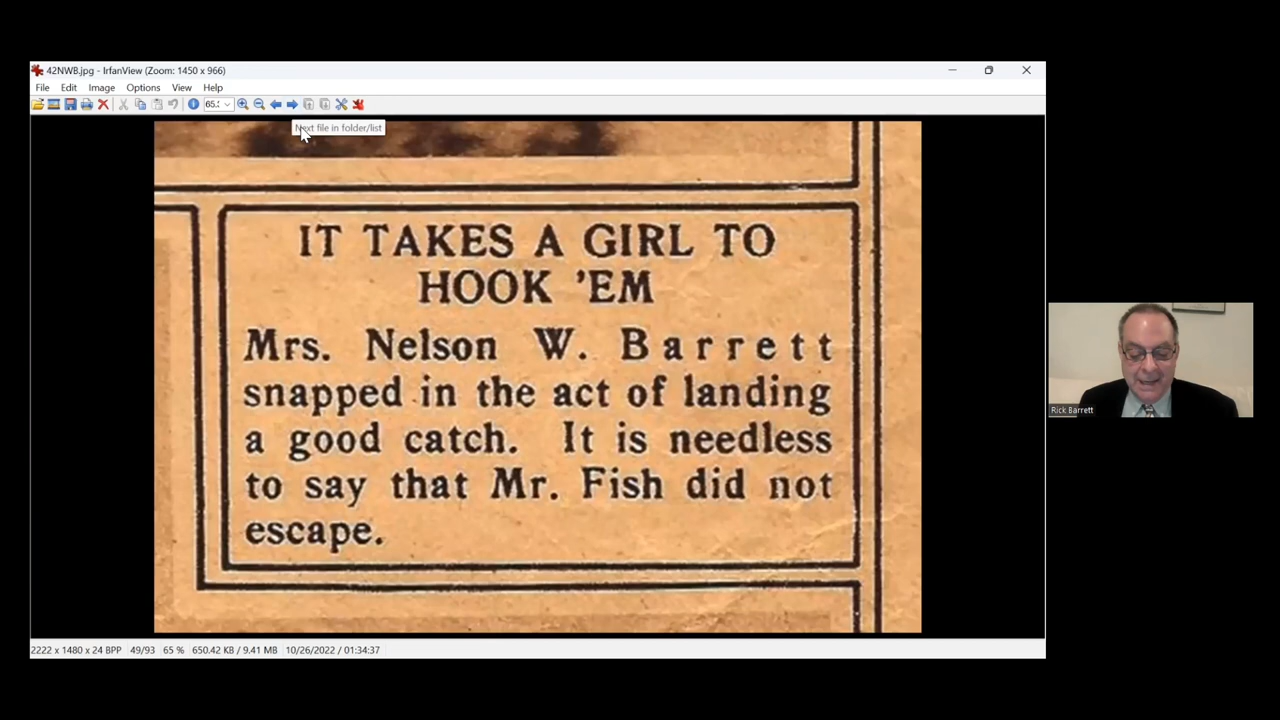 42NWB.jpg - IrfanView (Zoom: 1450 x 966)
File Edit Image Options View Help
Next file in folder/list
IT TAKES A GIRL TO
HOOK 'EM
Mrs. Nelson W. Barrett
snapped in the act of landing
a good catch. It is needless
to say that Mr. Fish did not
escape.
Rick Barrett
2222 x 1480 x 24 BPP 49/93 65 % 650.42 KB / 9.41 MB 10/26/2022 / 01:34:37